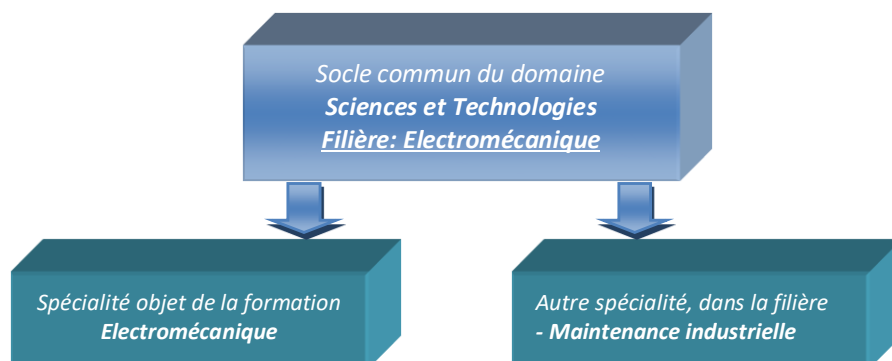 Socle commun du domaine
Sciences et Technologies
Filière: Electromécanique
Spécialité objet de la formation
Electromécanique
Autre spécialité, dans la filière
- Maintenance industrielle